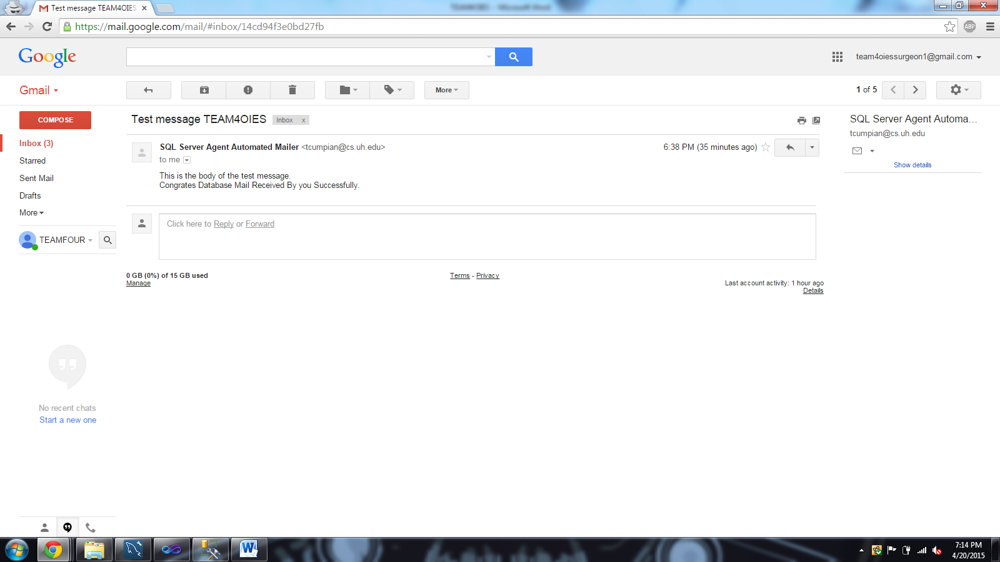 Test message TEAM4OIES
https://mail.google.com/mail/#inbox/14cd94f3e0bd27fb
ABP
Google
team4oiessurgeon1@gmail.com
Gmail
More
1 of 5
COMPOSE
Inbox (3)
Starred
Sent Mail
Drafts
More
TEAMFOUR
Test message TEAM4OIES
Inbox x
SQL Server Agent Automated Mailer <tcumpian@cs.uh.edu>
6:38 PM (35 minutes ago)
to me
This is the body of the test message.
Congrates Database Mail Received By you Successfully.
Click here to Reply or Forward
0 GB (0%) of 15 GB used
Manage
Terms - Privacy
Last account activity: 1 hour ago
Details
SQL Server Agent Automa...
tcumpian@cs.uh.edu
Show details
No recent chats
Start a new one
7:14 PM
4/20/2015